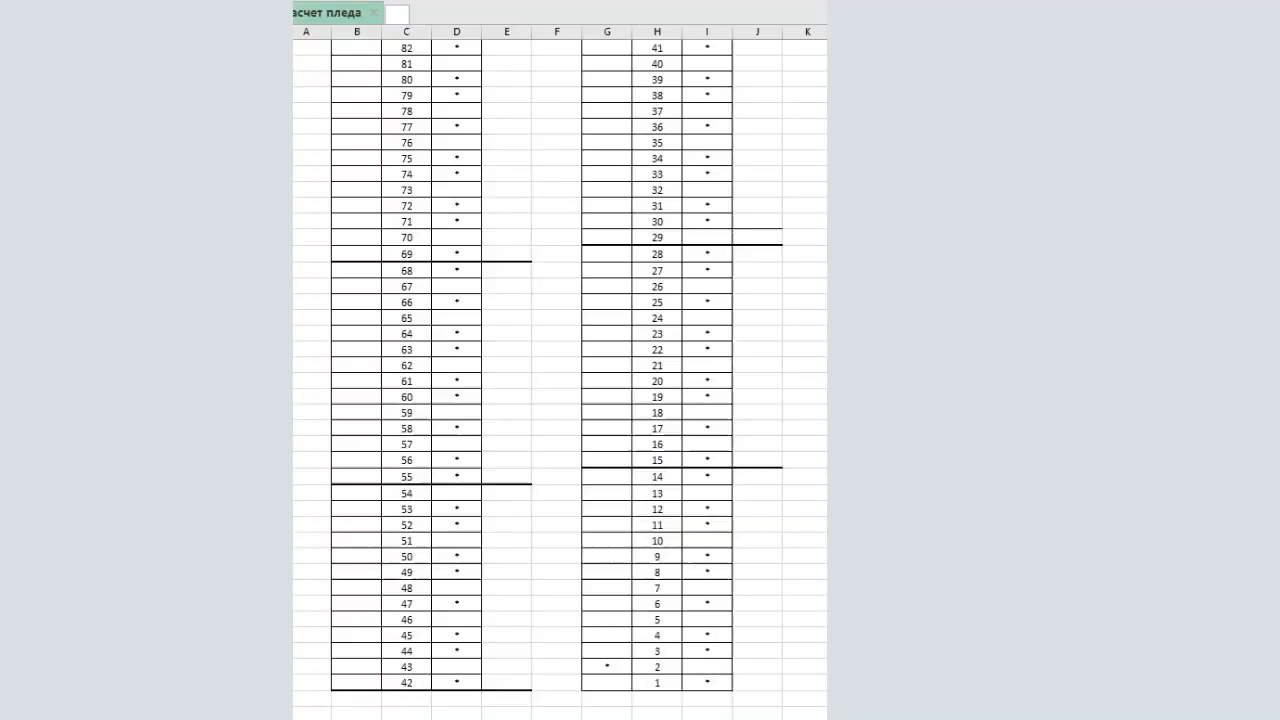 асчет пледа
A B C D E F G H I J K
82 * 41 *
81 40
80 * 39 *
79 * 38 *
78 37
77 * 36 *
76 35
75 * 34 *
74 * 33 *
73 32
72 * 31 *
71 * 30 *
70 29
69 * 28 *
68 * 27 *
67 26
66 * 25 *
65 24
64 * 23 *
63 * 22 *
62 21
61 * 20 *
60 * 19 *
59 18
58 * 17 *
57 16
56 * 15 *
55 * 14 *
54 13
53 * 12 *
52 * 11 *
51 10
50 * 9 *
49 * 8 *
48 7
47 * 6 *
46 5
45 * 4 *
44 * 3 *
43 * 2
42 * 1 *